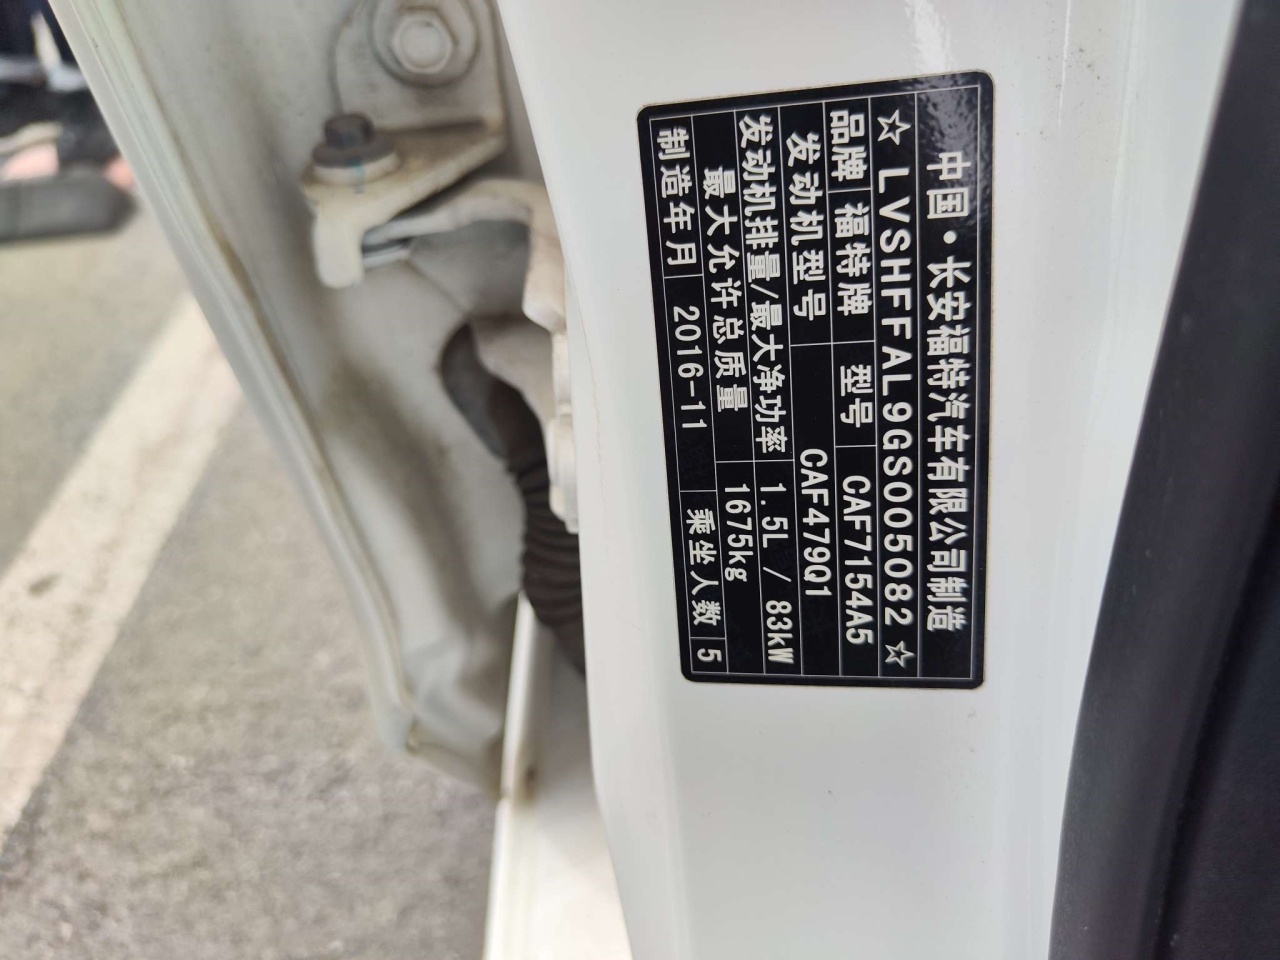 中国·长安福特汽车有限公司制造
☆LVSHFFAL9GS005082☆
品牌 福特牌 型号 CAF7154A5
发动机型号 CAF479Q1
发动机排量/最大净功率 1.5L / 83kW
最大允许总质量 1675kg
制造年月 2016-11 乘坐人数 5